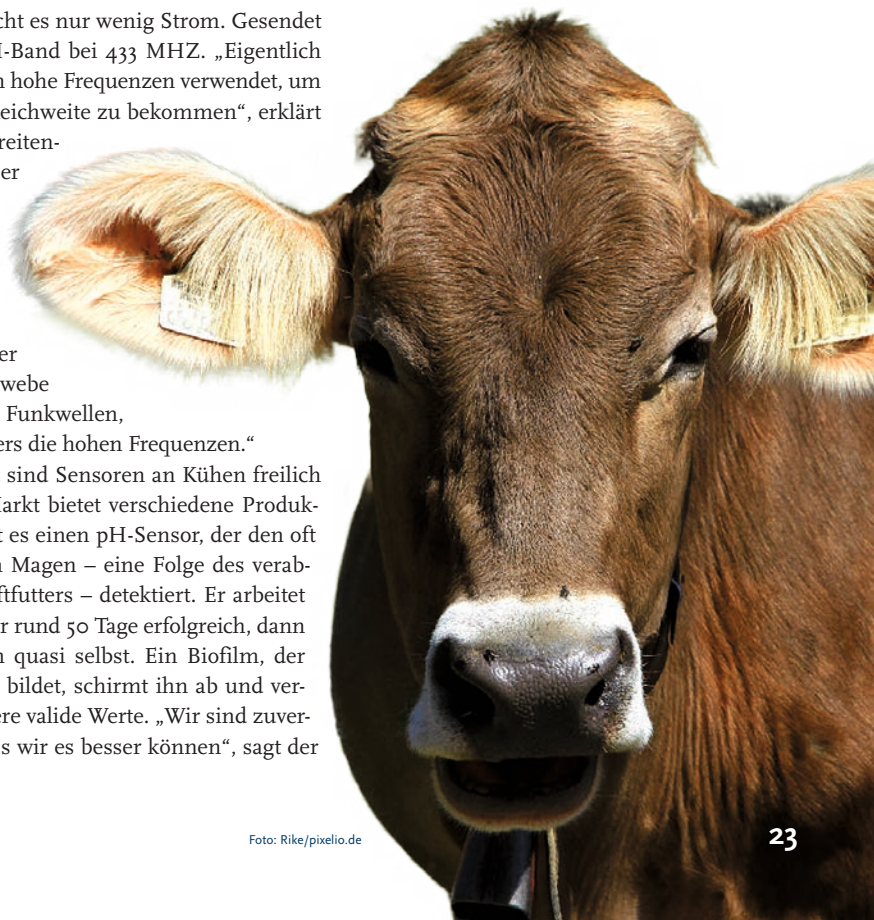 cht es nur wenig Strom. Gesendet
I-Band bei 433 MHZ. „Eigentlich
n hohe Frequenzen verwendet, um
eichweite zu bekommen“, erklärt
reiten-
er
er
webe
Funkwellen,
ers die hohen Frequenzen.“
sind Sensoren an Kühen freilich
arkt bietet verschiedene Produk-
t es einen pH-Sensor, der den oft
n Magen – eine Folge des verab-
ftfutters – detektiert. Er arbeitet
r rund 50 Tage erfolgreich, dann
n quasi selbst. Ein Biofilm, der
bildet, schirmt ihn ab und ver-
ere valide Werte. „Wir sind zuver-
s wir es besser können“, sagt der
Foto: Rike/pixelio.de
23